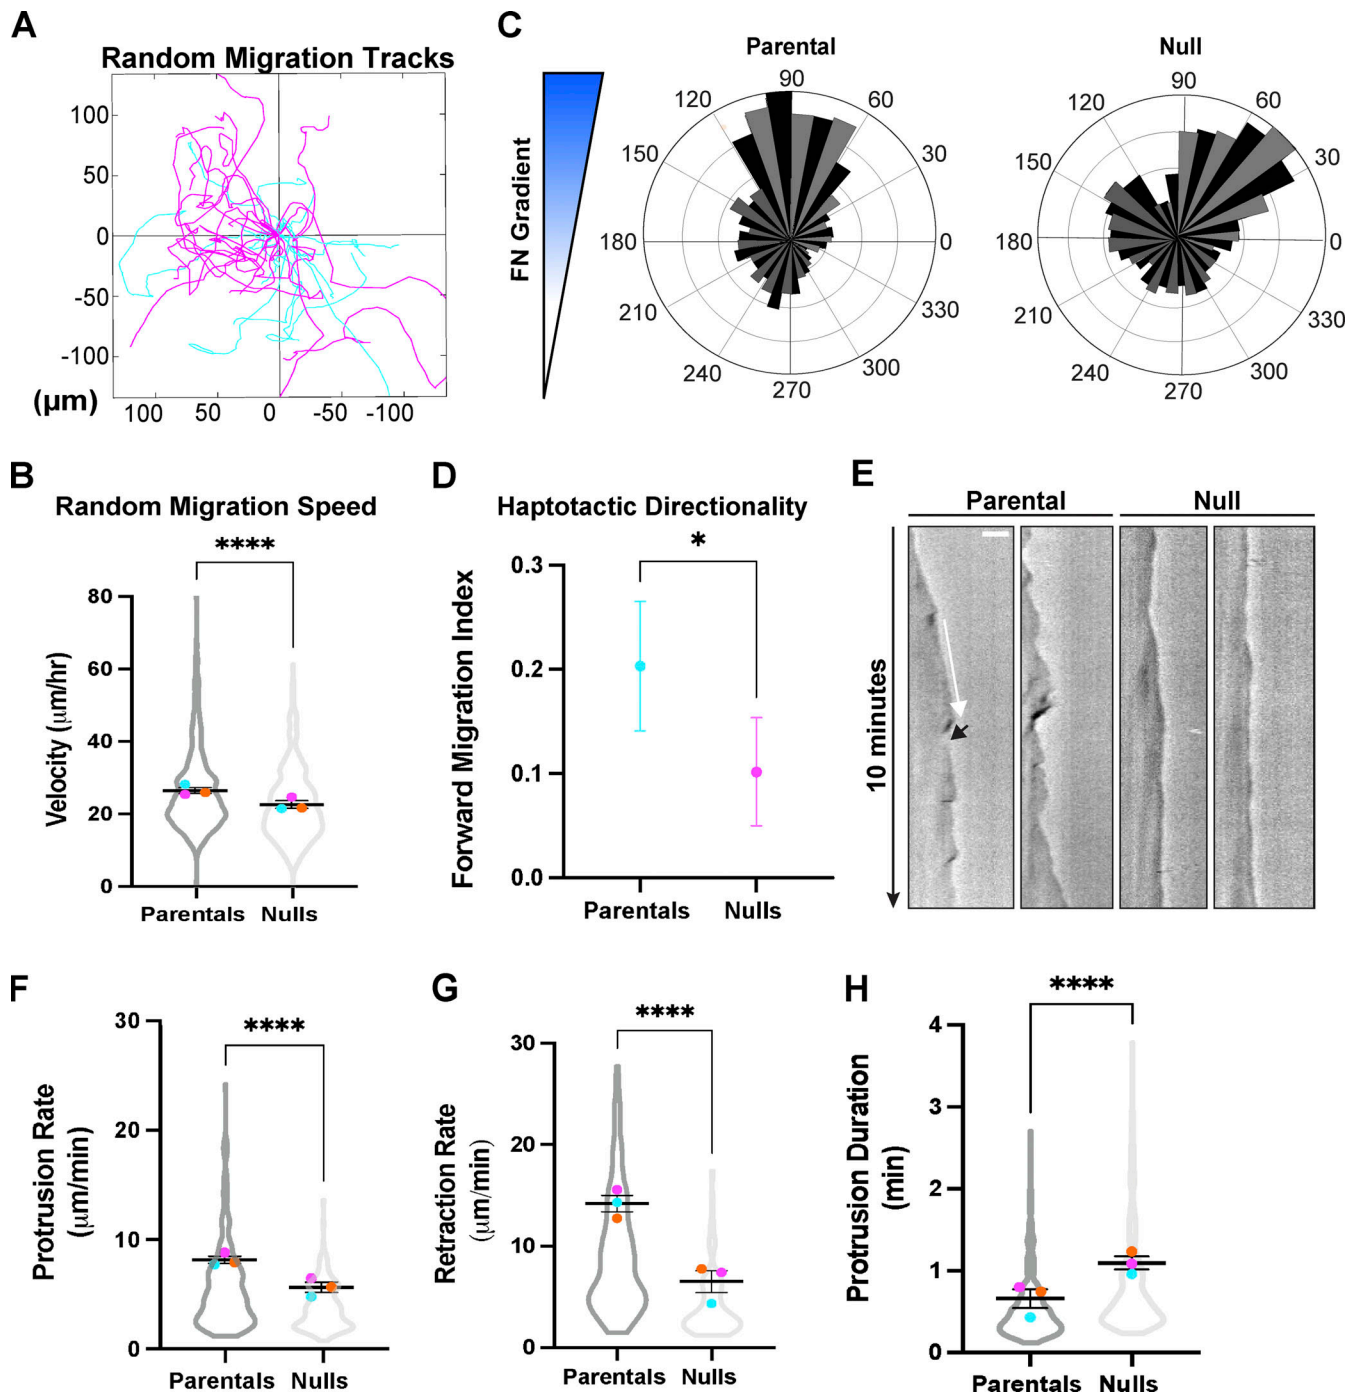 A
Random Migration Tracks
100
50
0
-50
-100
(μm)
100 50 0 -50 -100
C
Parental
Null
FN Gradient
90
120 60
150 30
180 0
210 330
240 300
270
90
120 60
150 30
180 0
210 330
240 300
270
B
Random Migration Speed
****
Velocity (μm/hr)
80
60
40
20
0
Parentals Nulls
D
Haptotactic Directionality
*
Forward Migration Index
0.3
0.2
0.1
0.0
Parentals Nulls
E
Parental Null
10 minutes
F
****
Protrusion Rate
(μm/min)
30
20
10
0
Parentals Nulls
G
****
Retraction Rate
(μm/min)
30
20
10
0
Parentals Nulls
H
****
Protrusion Duration
(min)
4
3
2
1
0
Parentals Nulls